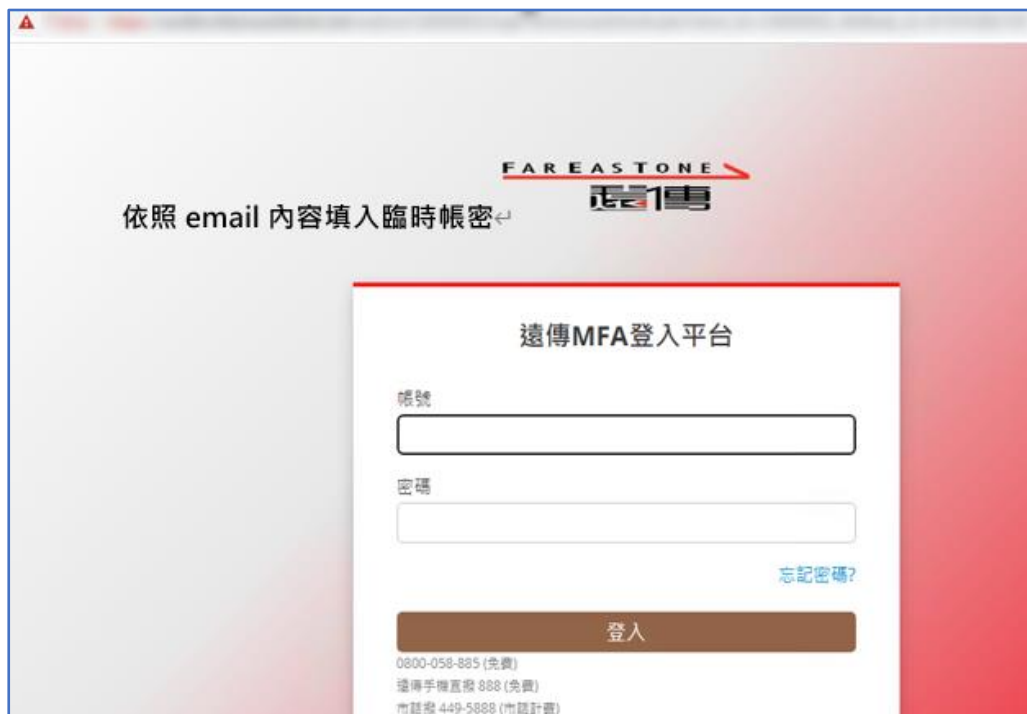 FAREASTONE
遠傳
依照 email 內容填入臨時帳密↵
遠傳MFA登入平台
帳號
密碼
忘記密碼?
登入
0800-058-885 (免費)
遠傳手機直撥 888 (免費)
市話撥 449-5888 (市話計費)